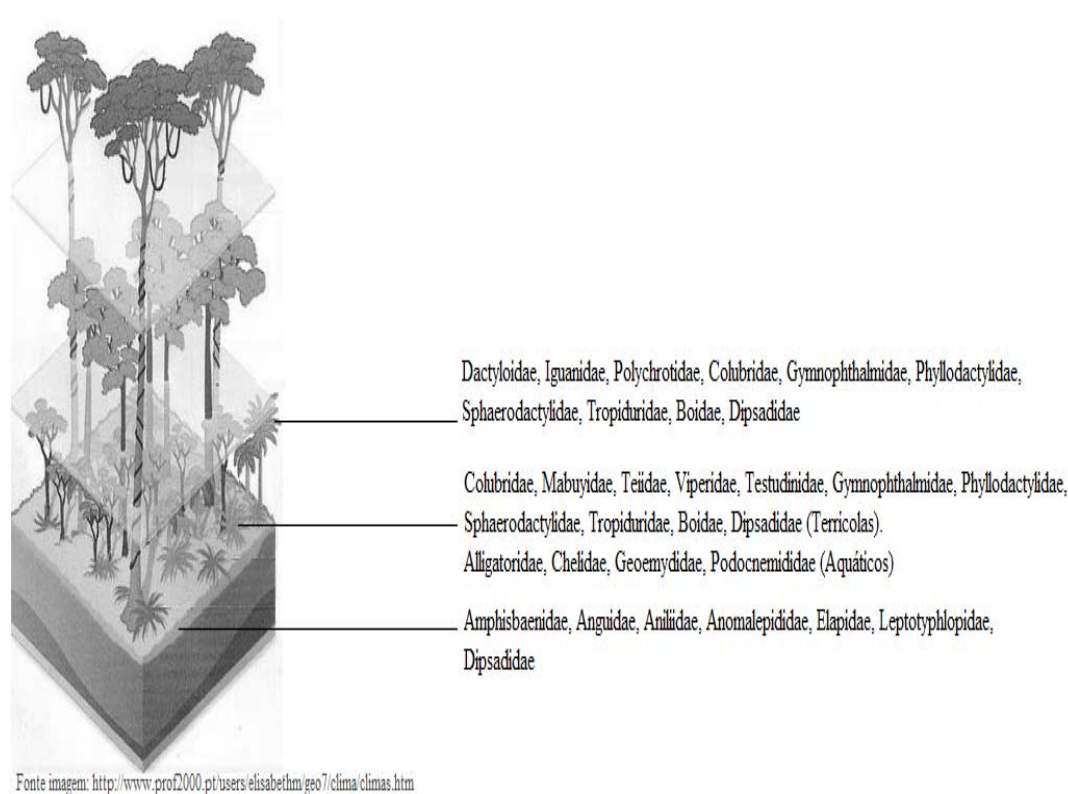 Dactyloidae, Iguanidae, Polychrotidae, Colubridae, Gymnophthalmidae, Phyllodactylidae,
Sphaerodactylidae, Tropiduridae, Boidae, Dipsadidae
Colubridae, Mabuyidae, Teiidae, Viperidae, Testudinidae, Gymnophthalmidae, Phyllodactylidae,
Sphaerodactylidae, Tropiduridae, Boidae, Dipsadidae (Terricolas).
Alligatoridae, Chelidae, Geoemydidae, Podocnemididae (Aquáticos)
Amphisbaenidae, Anguidae, Aniliidae, Anomalepididae, Elapidae, Leptotyphlopidae,
Dipsadidae
Fonte imagem: http://www.prof2000.pt/users/elisabethm/geo7/clima/climas.htm